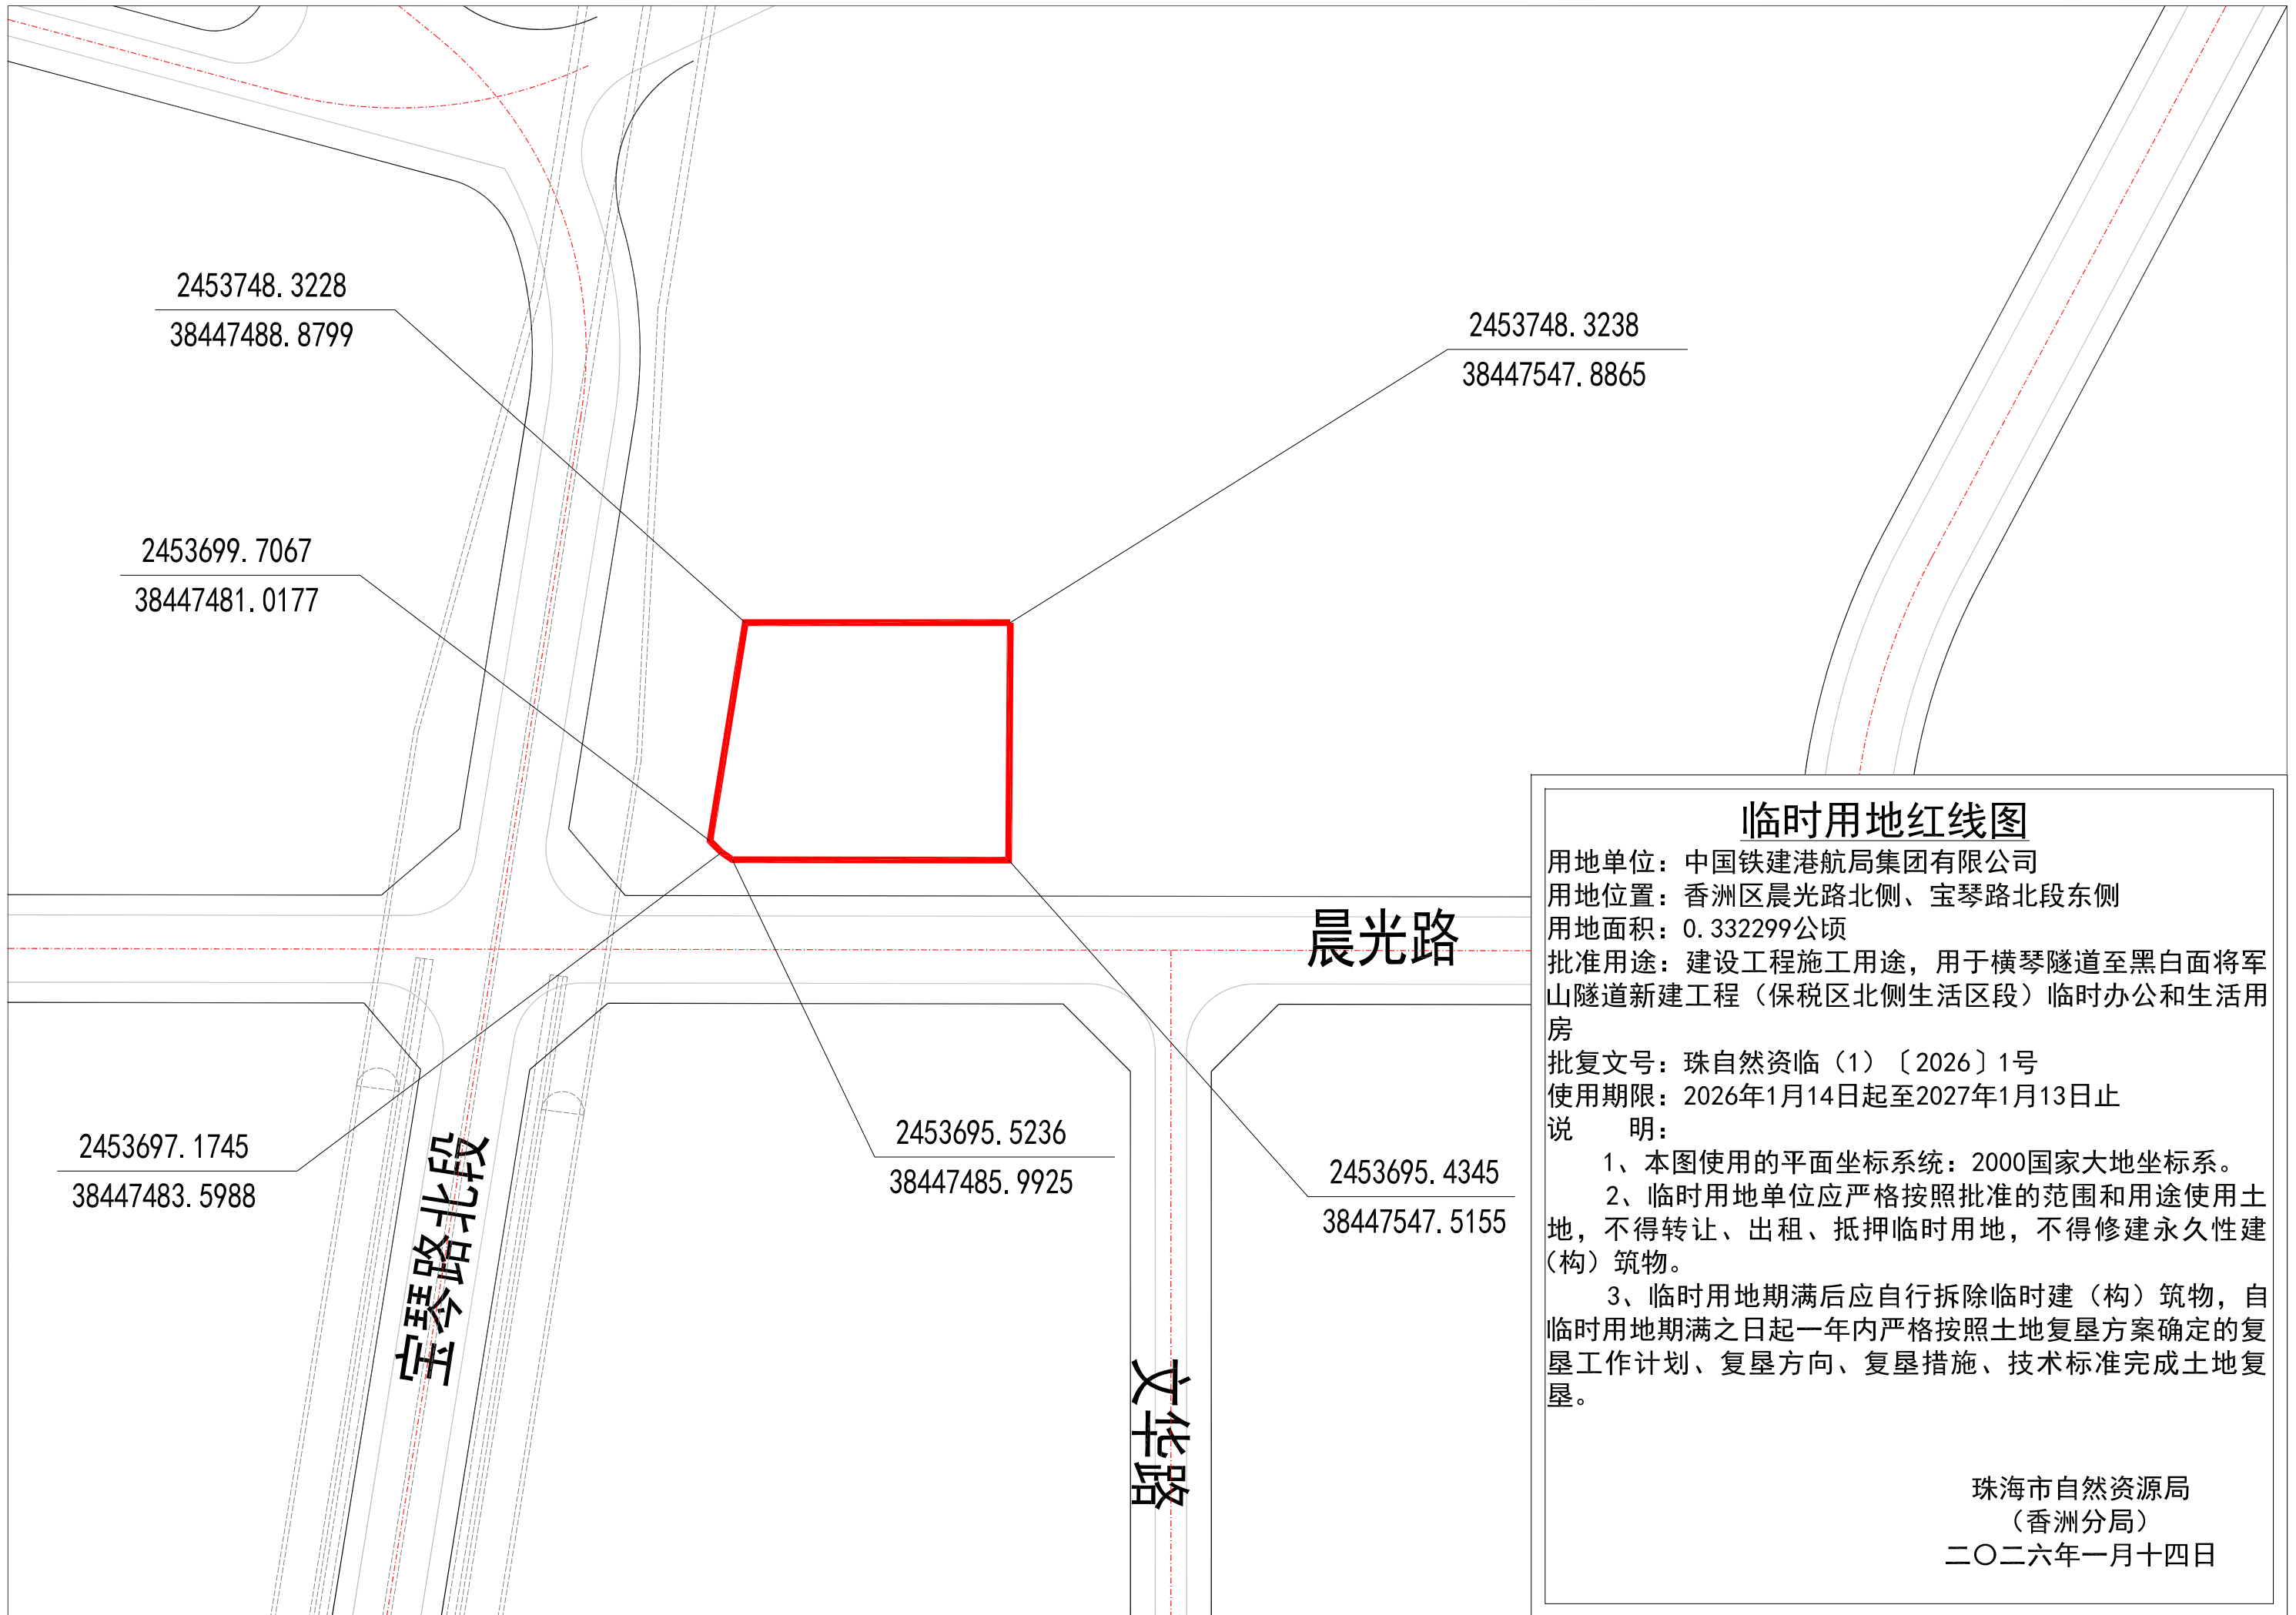 2453748.3228
38447488.8799
2453748.3238
38447547.8865
2453699.7067
38447481.0177
2453697.1745
38447483.5988
2453695.5236
38447485.9925
2453695.4345
38447547.5155
晨光路
宝琴路北段
文华路
临时用地红线图
用地单位：中国铁建港航局集团有限公司
用地位置：香洲区晨光路北侧、宝琴路北段东侧
用地面积：0.332299公顷
批准用途：建设工程施工用途，用于横琴隧道至黑白面将军
山隧道新建工程（保税区北侧生活区段）临时办公和生活用
房
批复文号：珠自然资临（1）〔2026〕1号
使用期限：2026年1月14日起至2027年1月13日止
说　　明：
1、本图使用的平面坐标系统：2000国家大地坐标系。
2、临时用地单位应严格按照批准的范围和用途使用土
地，不得转让、出租、抵押临时用地，不得修建永久性建
（构）筑物。
3、临时用地期满后应自行拆除临时建（构）筑物，自
临时用地期满之日起一年内严格按照土地复垦方案确定的复
垦工作计划、复垦方向、复垦措施、技术标准完成土地复
垦。
珠海市自然资源局
（香洲分局）
二〇二六年一月十四日